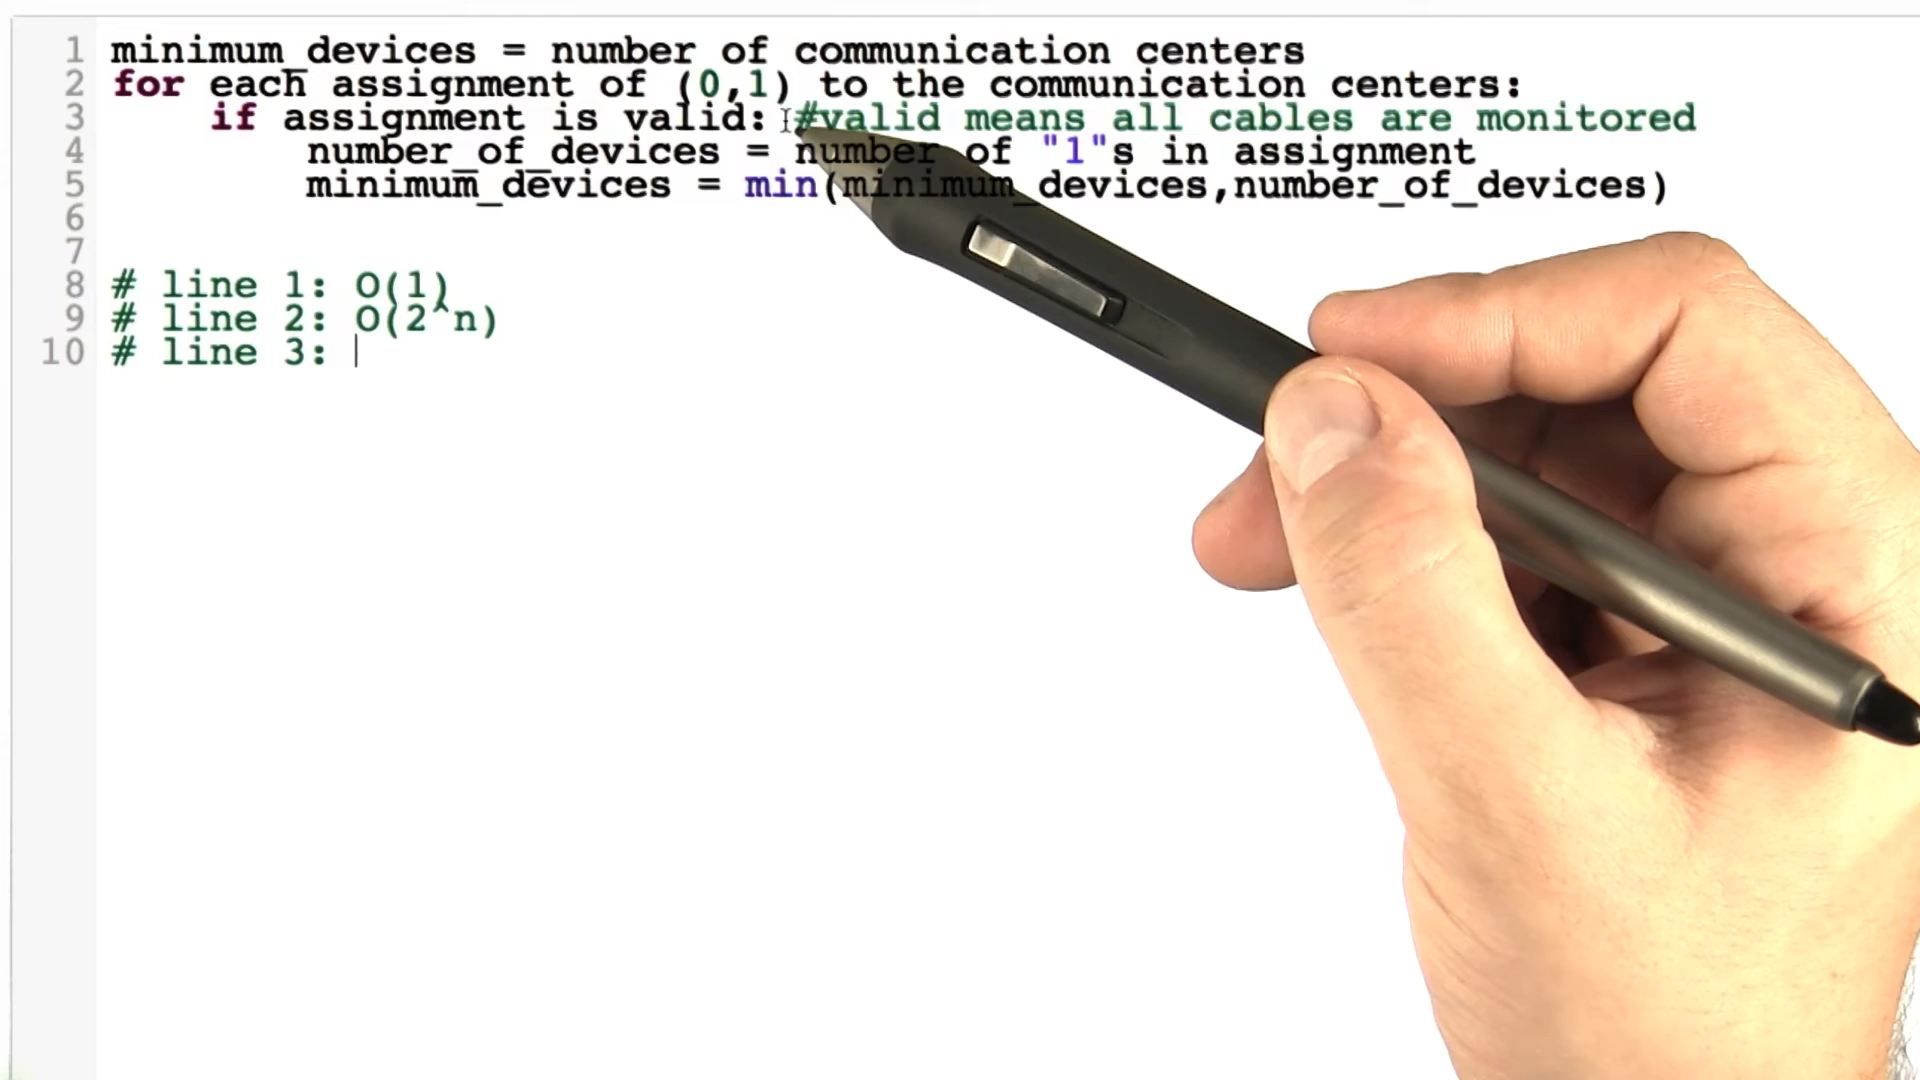 1 minimum_devices = number of communication centers
2 for each assignment of (0,1) to the communication centers:
3 if assignment is valid: #valid means all cables are monitored
4 number_of_devices = number of "1"s in assignment
5 minimum_devices = min(minimum_devices,number_of_devices)
6
7
8 # line 1: O(1)
9 # line 2: O(2^n)
10 # line 3: